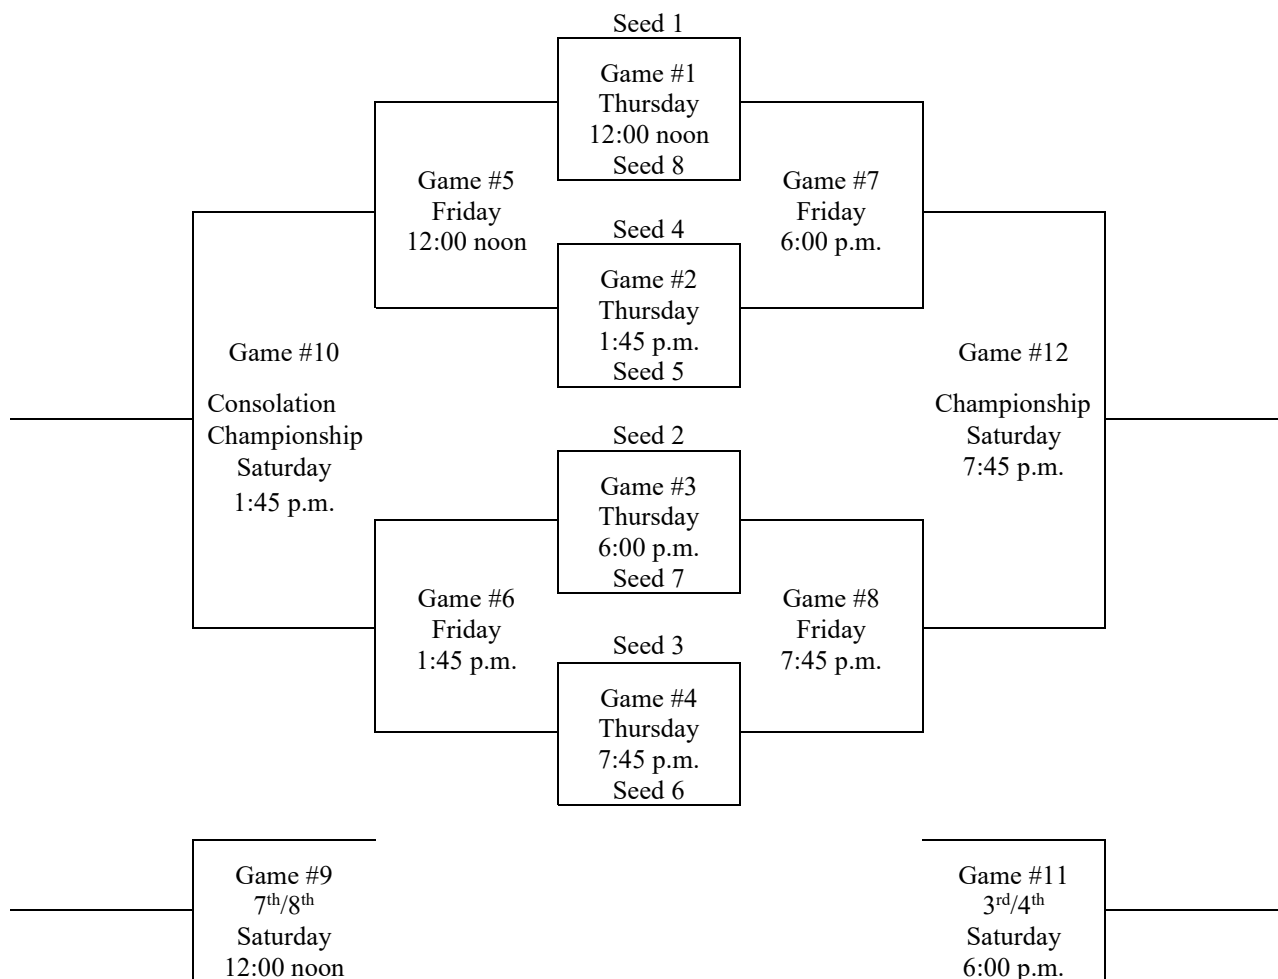 Seed 1
Game #1
Thursday
12:00 noon
Seed 8
Game #5
Friday
12:00 noon
Game #7
Friday
6:00 p.m.
Seed 4
Game #2
Thursday
1:45 p.m.
Seed 5
Game #10
Consolation
Championship
Saturday
1:45 p.m.
Game #12
Championship
Saturday
7:45 p.m.
Seed 2
Game #3
Thursday
6:00 p.m.
Seed 7
Game #6
Friday
1:45 p.m.
Game #8
Friday
7:45 p.m.
Seed 3
Game #4
Thursday
7:45 p.m.
Seed 6
Game #9
7th/8th
Saturday
12:00 noon
Game #11
3rd/4th
Saturday
6:00 p.m.